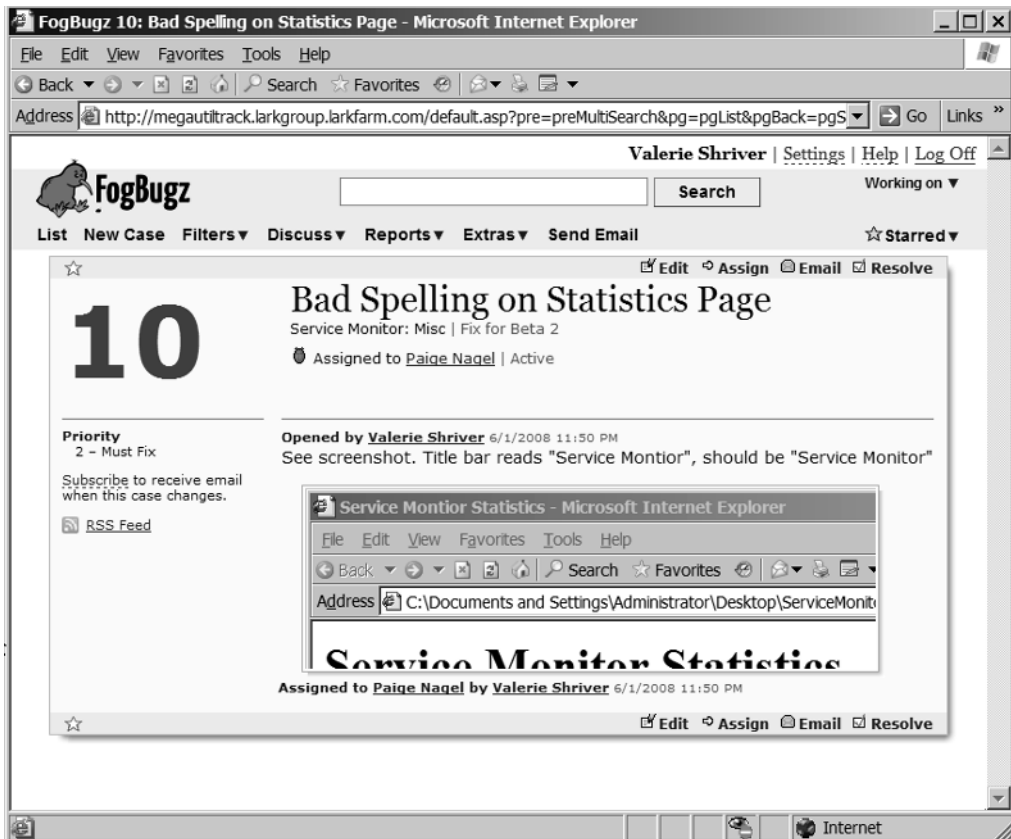 FogBugz 10: Bad Spelling on Statistics Page - Microsoft Internet Explorer
File Edit View Favorites Tools Help
Back Search Favorites
Address http://megautiltrack.larkgroup.larkfarm.com/default.asp?pre=preMultiSearch&pg=pgList&pgBack=pgS Go Links »
Valerie Shriver | Settings | Help | Log Off
FogBugz Search Working on ▼
List New Case Filters ▼ Discuss ▼ Reports ▼ Extras ▼ Send Email ☆ Starred ▼
Edit Assign Email Resolve
10
Bad Spelling on Statistics Page
Service Monitor: Misc | Fix for Beta 2
Assigned to Paige Nagel | Active
Priority
2 – Must Fix
Subscribe to receive email
when this case changes.
RSS Feed
Opened by Valerie Shriver 6/1/2008 11:50 PM
See screenshot. Title bar reads "Service Montior", should be "Service Monitor"
Service Montior Statistics - Microsoft Internet Explorer
File Edit View Favorites Tools Help
Back Search Favorites
Address C:\Documents and Settings\Administrator\Desktop\ServiceMonit
Service Monitor Statistics
Assigned to Paige Nagel by Valerie Shriver 6/1/2008 11:50 PM
Edit Assign Email Resolve
Internet